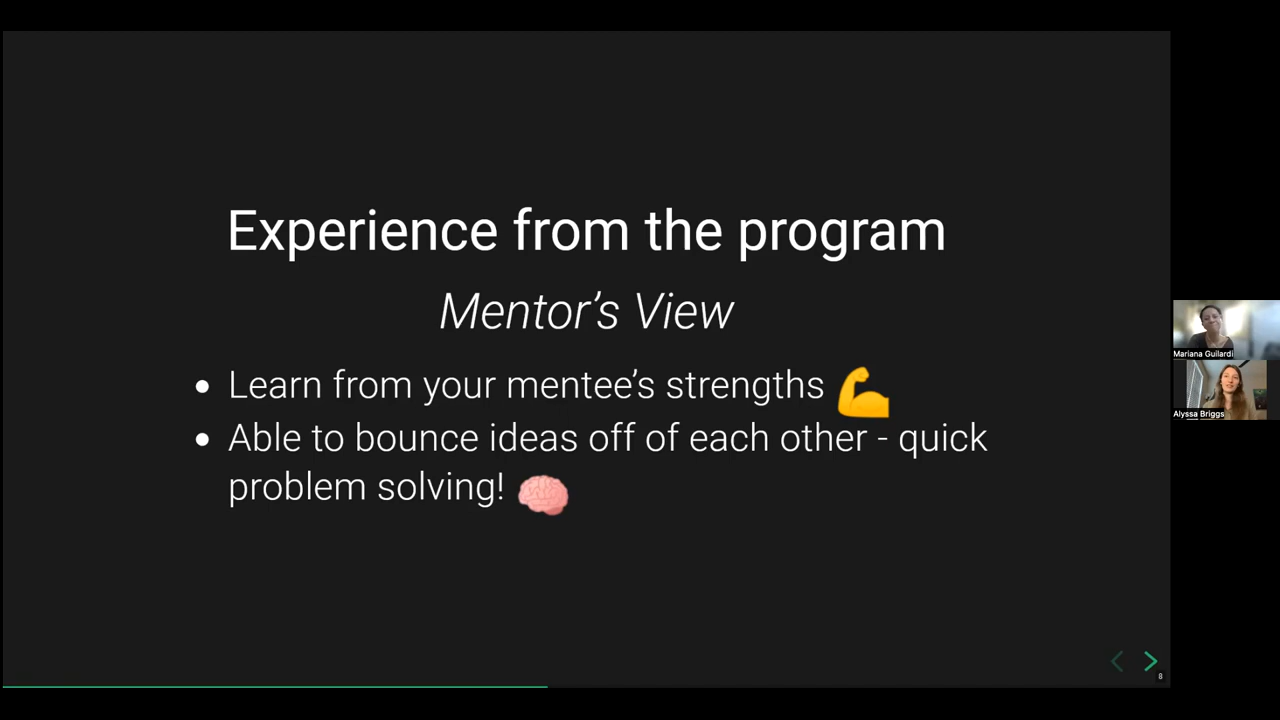 Experience from the program
Mentor’s View
• Learn from your mentee’s strengths 💪
• Able to bounce ideas off of each other - quick
problem solving! 🧠
Mariana Guilardi
Alyssa Briggs
8